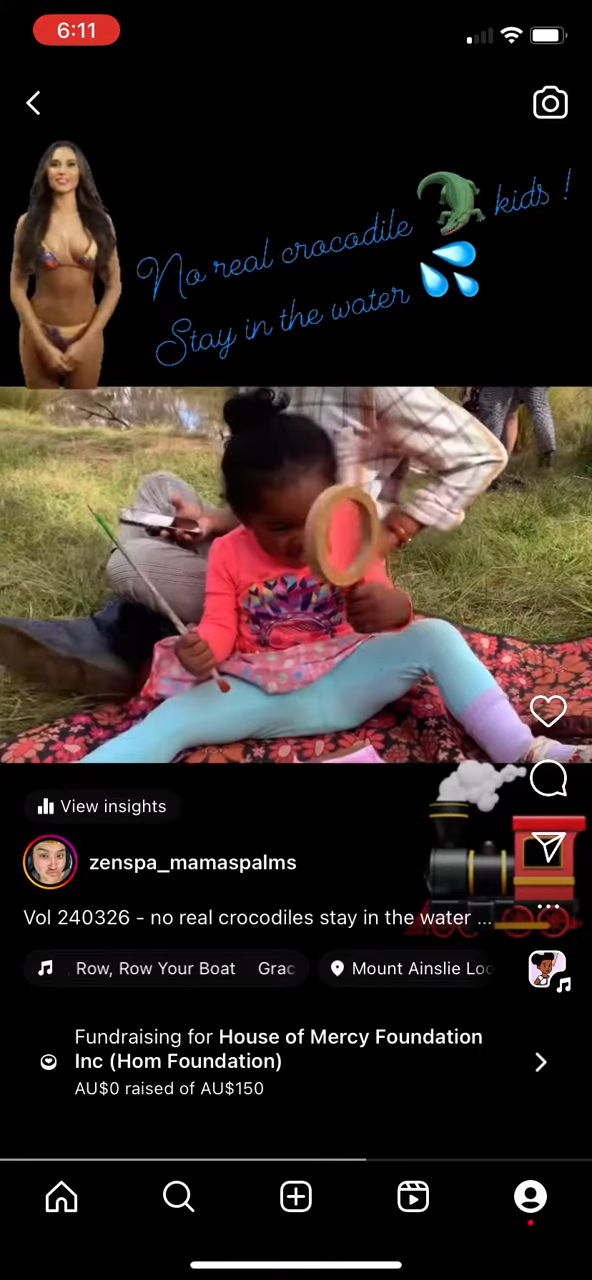 6:11
No real crocodile 🐊 kids !
Stay in the water 💦
View insights
zenspa_mamaspalms
Vol 240326 - no real crocodiles stay in the water ...
Row, Row Your Boat Grac
Mount Ainslie Loo
Fundraising for House of Mercy Foundation
Inc (Hom Foundation)
AU$0 raised of AU$150